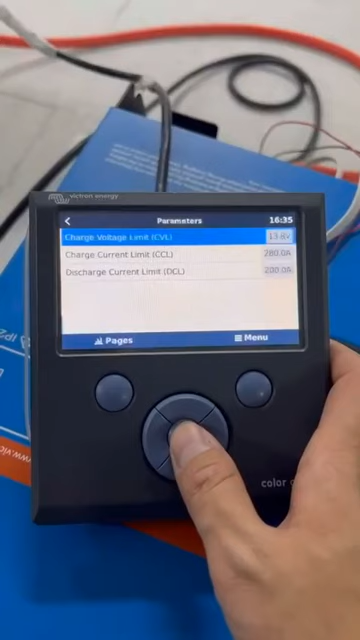 victron energy
Parameters 16:35
Charge Voltage Limit (CVL) 13.8V
Charge Current Limit (CCL) 280.0A
Discharge Current Limit (DCL) 200.0A
Pages Menu
color